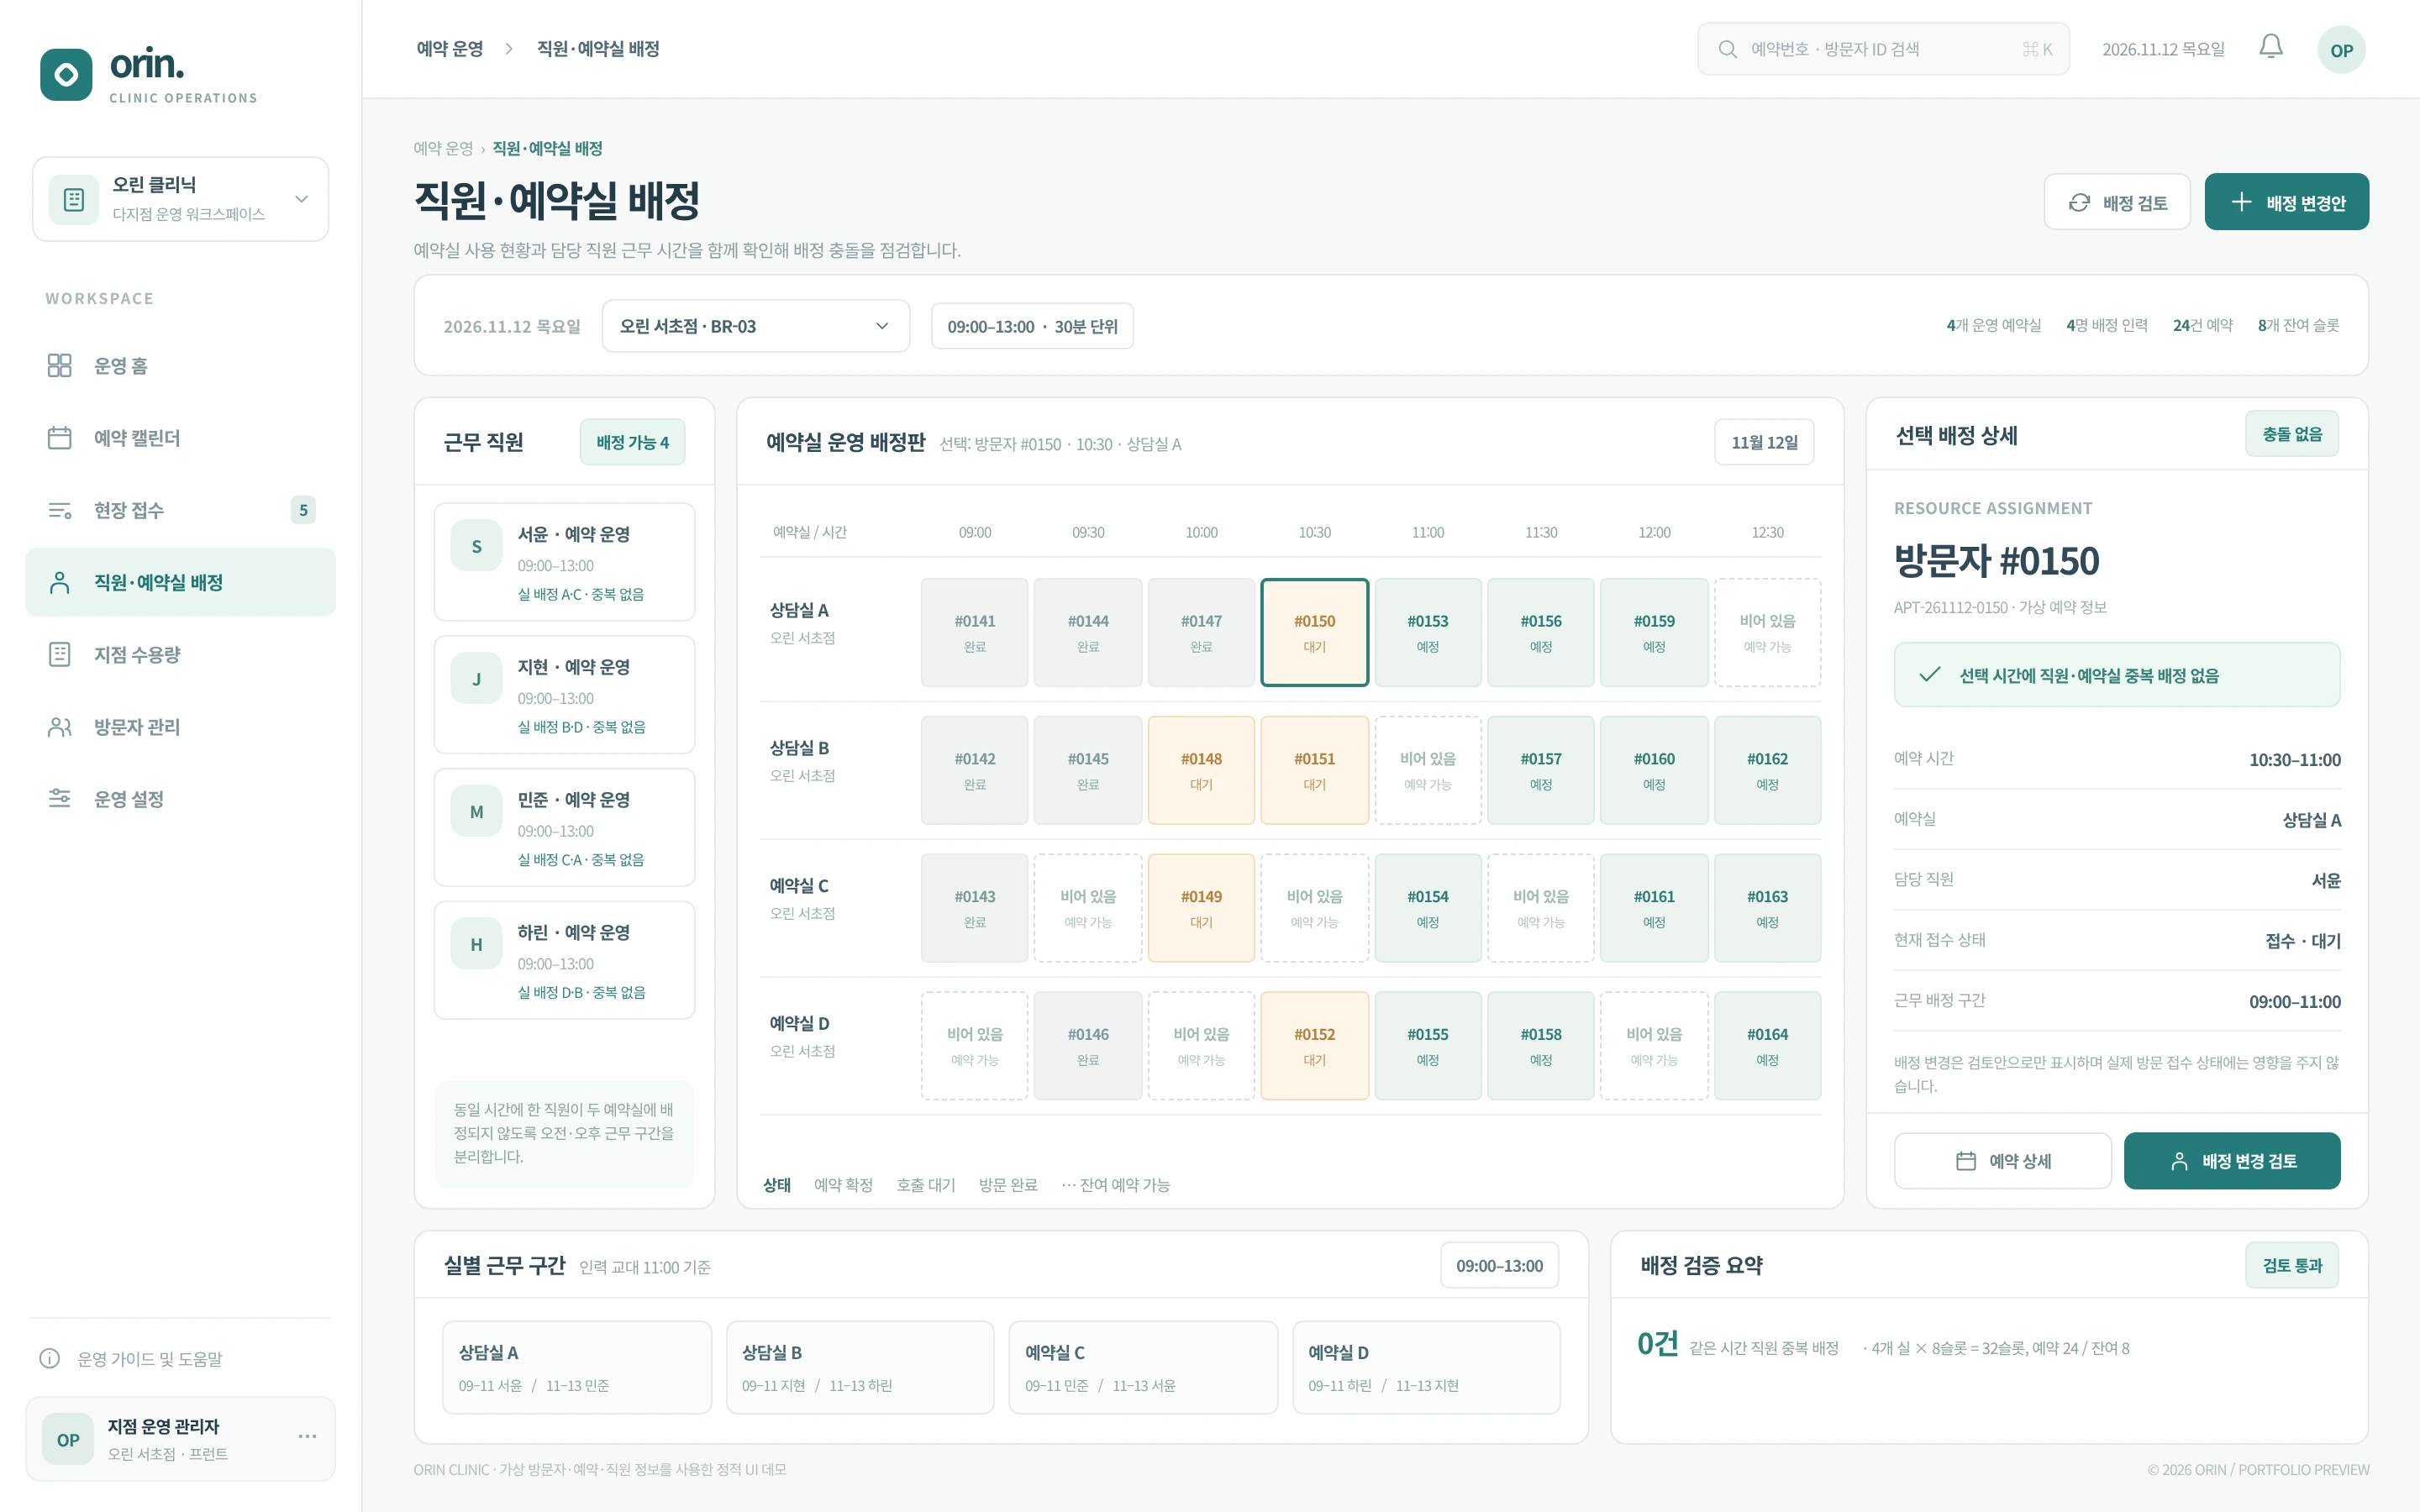 orin.
CLINIC OPERATIONS
오린 클리닉
다지점 운영 워크스페이스
WORKSPACE
운영 홈
예약 캘린더
현장 접수
5
직원·예약실 배정
지점 수용량
방문자 관리
운영 설정
운영 가이드 및 도움말
OP
지점 운영 관리자
오린 서초점 · 프런트
···
예약 운영 > 직원·예약실 배정
예약번호 · 방문자 ID 검색 ⌘ K
2026.11.12 목요일
OP
예약 운영 › 직원·예약실 배정
직원·예약실 배정
예약실 사용 현황과 담당 직원 근무 시간을 함께 확인해 배정 충돌을 점검합니다.
배정 검토
배정 변경안
2026.11.12 목요일
오린 서초점 · BR-03
09:00–13:00 · 30분 단위
4개 운영 예약실 4명 배정 인력 24건 예약 8개 잔여 슬롯
근무 직원
배정 가능 4
S
서윤 · 예약 운영
09:00–13:00
실 배정 A·C · 중복 없음
J
지현 · 예약 운영
09:00–13:00
실 배정 B·D · 중복 없음
M
민준 · 예약 운영
09:00–13:00
실 배정 C·A · 중복 없음
H
하린 · 예약 운영
09:00–13:00
실 배정 D·B · 중복 없음
동일 시간에 한 직원이 두 예약실에 배
정되지 않도록 오전·오후 근무 구간을
분리합니다.
예약실 운영 배정판 선택: 방문자 #0150 · 10:30 · 상담실 A
11월 12일
예약실 / 시간 09:00 09:30 10:00 10:30 11:00 11:30 12:00 12:30
상담실 A
오린 서초점
#0141 #0144 #0147 #0150 #0153 #0156 #0159 비어 있음
완료 완료 완료 대기 예정 예정 예정 예약 가능
상담실 B
오린 서초점
#0142 #0145 #0148 #0151 비어 있음 #0157 #0160 #0162
완료 완료 대기 대기 예약 가능 예정 예정 예정
예약실 C
오린 서초점
#0143 비어 있음 #0149 비어 있음 #0154 비어 있음 #0161 #0163
완료 예약 가능 대기 예약 가능 예정 예약 가능 예정 예정
예약실 D
오린 서초점
비어 있음 #0146 비어 있음 #0152 #0155 #0158 비어 있음 #0164
예약 가능 완료 예약 가능 대기 예정 예정 예약 가능 예정
상태 예약 확정 호출 대기 방문 완료 ··· 잔여 예약 가능
선택 배정 상세
충돌 없음
RESOURCE ASSIGNMENT
방문자 #0150
APT-261112-0150 · 가상 예약 정보
선택 시간에 직원·예약실 중복 배정 없음
예약 시간 10:30–11:00
예약실 상담실 A
담당 직원 서윤
현재 접수 상태 접수 · 대기
근무 배정 구간 09:00–11:00
배정 변경은 검토안으로만 표시하며 실제 방문 접수 상태에는 영향을 주지 않
습니다.
예약 상세
배정 변경 검토
실별 근무 구간 인력 교대 11:00 기준
09:00–13:00
상담실 A
09–11 서윤 / 11–13 민준
상담실 B
09–11 지현 / 11–13 하린
예약실 C
09–11 민준 / 11–13 서윤
예약실 D
09–11 하린 / 11–13 지현
배정 검증 요약
검토 통과
0건 같은 시간 직원 중복 배정 · 4개 실 × 8슬롯 = 32슬롯, 예약 24 / 잔여 8
ORIN CLINIC · 가상 방문자·예약·직원 정보를 사용한 정적 UI 데모
© 2026 ORIN / PORTFOLIO PREVIEW